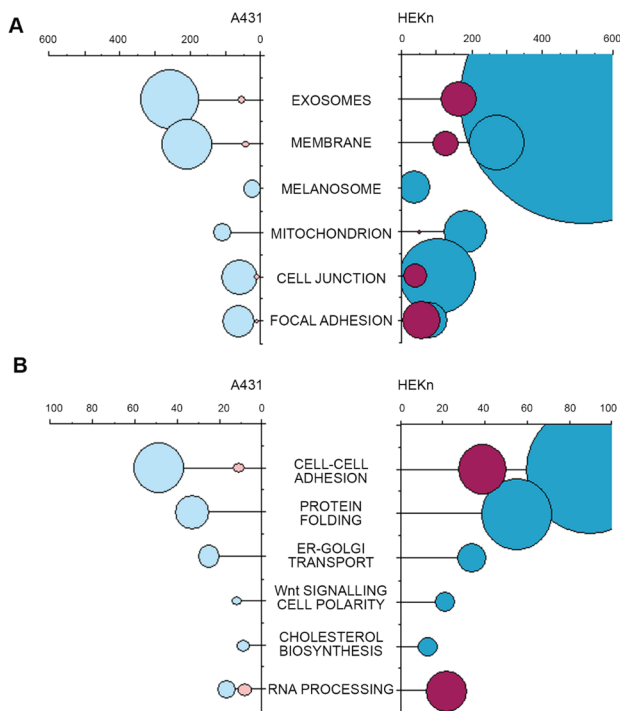 A
A431 HEKn
600 400 200 0 0 200 400 600
EXOSOMES
MEMBRANE
MELANOSOME
MITOCHONDRION
CELL JUNCTION
FOCAL ADHESION
B
A431 HEKn
100 80 60 40 20 0 0 20 40 60 80 100
CELL-CELL
ADHESION
PROTEIN
FOLDING
ER-GOLGI
TRANSPORT
Wnt SIGNALLING
CELL POLARITY
CHOLESTEROL
BIOSYNTHESIS
RNA PROCESSING